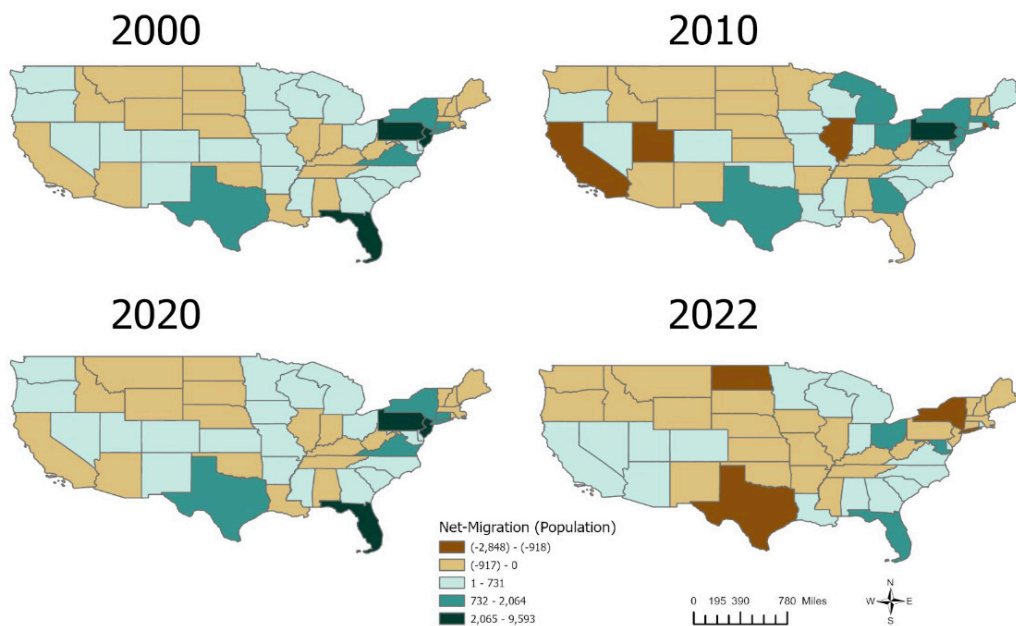 2000
2010
2020
2022
Net-Migration (Population)
(-2,848) - (-918)
(-917) - 0
1 - 731
732 - 2,064
2,065 - 9,593
0 195 390 780 Miles
N
W E
S